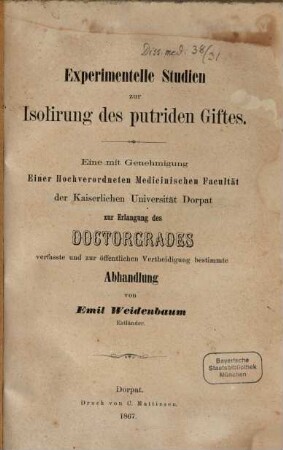 Diss. med. 38/31
Experimentelle Studien
zur
Isolirung des putriden Giftes.
Eine mit Genehmigung
Einer Hochverordneten Medicinischen Facultät
der Kaiserlichen Universität Dorpat
zur Erlangung des
DOCTORGRADES
verfasste und zur öffentlichen Vertheidigung bestimmte
Abhandlung
von
Emil Weidenbaum
Estländer.
Bayerische
Staatsbibliothek
München
Dorpat.
Druck von C. Mattiesen.
1867.